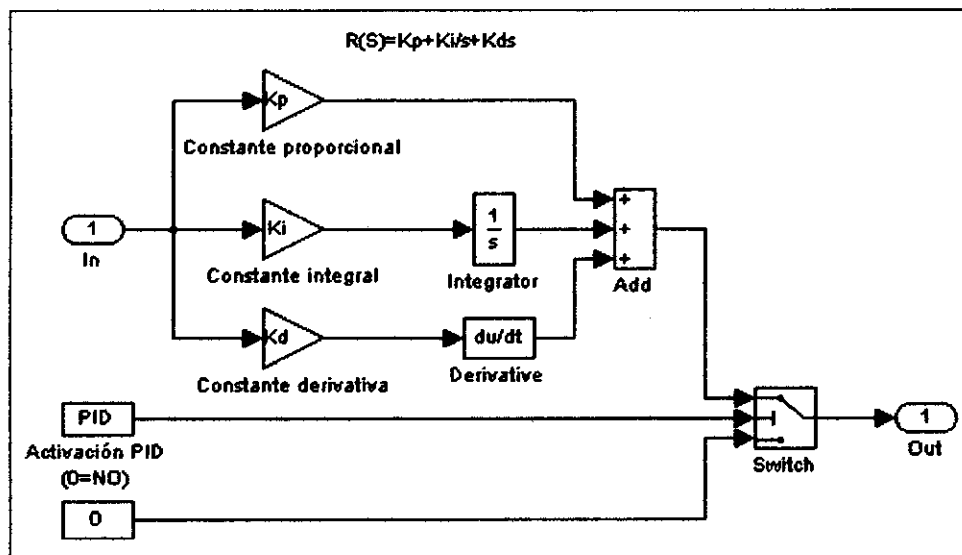 R(S)=Kp+Ki/s+Kds
Kp
Constante proporcional
1
In
Ki
Constante integral
1
s
Integrator
+
+
+
Add
Kd
Constante derivativa
du/dt
Derivative
PID
Activación PID
(0=NO)
0
Switch
1
Out